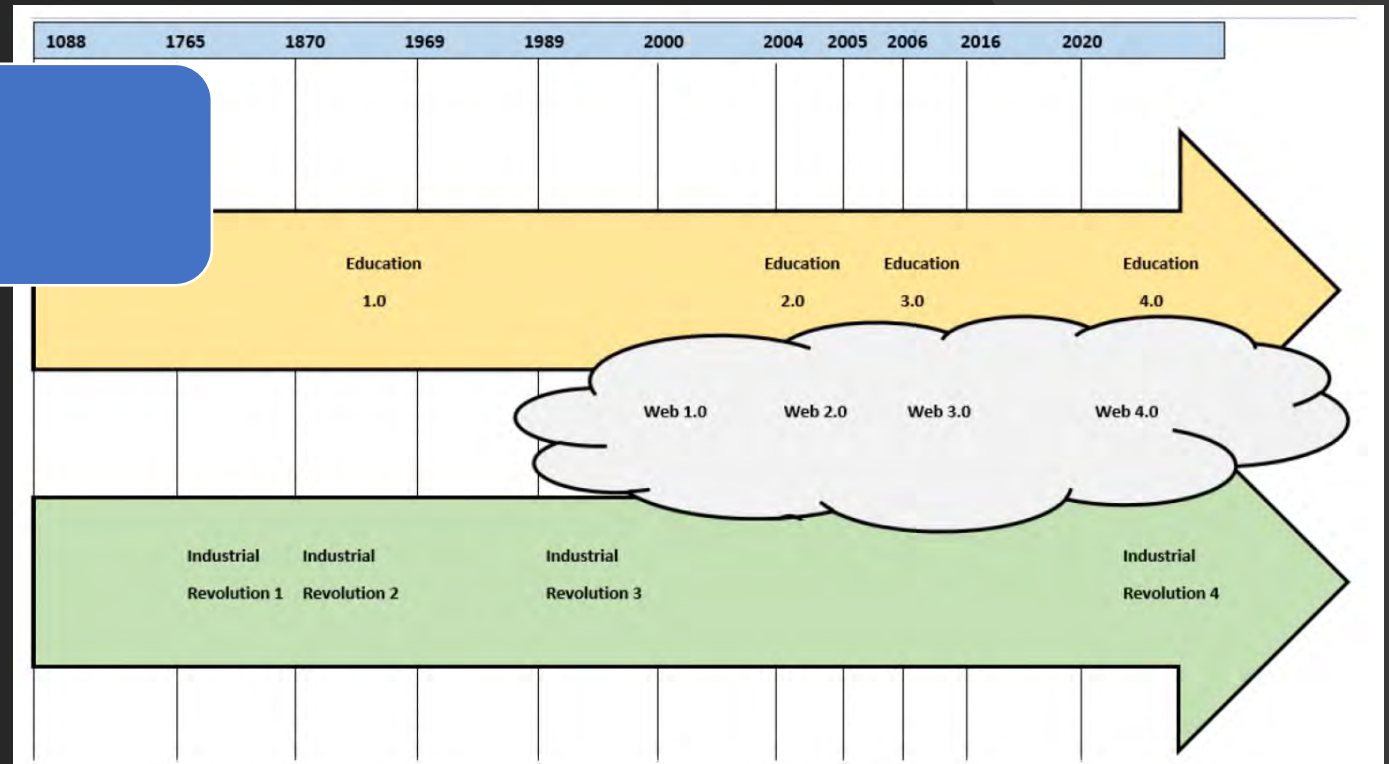 1088 1765 1870 1969 1989 2000 2004 2005 2006 2016 2020
Education Education Education Education
1.0 2.0 3.0 4.0
Web 1.0 Web 2.0 Web 3.0 Web 4.0
Industrial Industrial Industrial Industrial
Revolution 1 Revolution 2 Revolution 3 Revolution 4